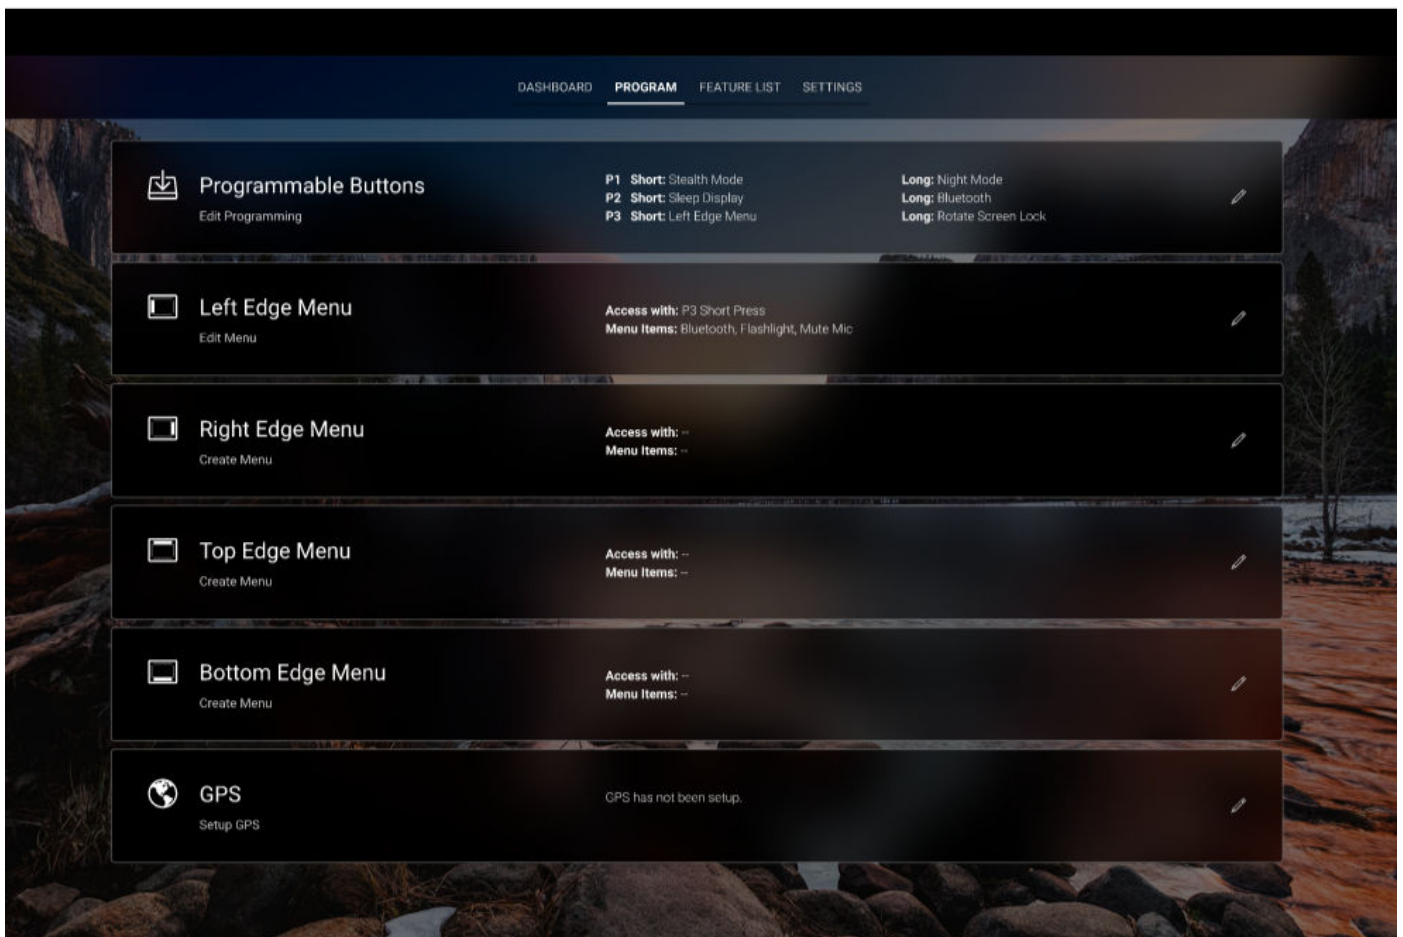 DASHBOARD PROGRAM FEATURE LIST SETTINGS
Programmable Buttons
Edit Programming
P1 Short: Stealth Mode Long: Night Mode
P2 Short: Sleep Display Long: Bluetooth
P3 Short: Left Edge Menu Long: Rotate Screen Lock
Left Edge Menu
Edit Menu
Access with: P3 Short Press
Menu Items: Bluetooth, Flashlight, Mute Mic
Right Edge Menu
Create Menu
Access with: --
Menu Items: --
Top Edge Menu
Create Menu
Access with: --
Menu Items: --
Bottom Edge Menu
Create Menu
Access with: --
Menu Items: --
GPS
Setup GPS
GPS has not been setup.